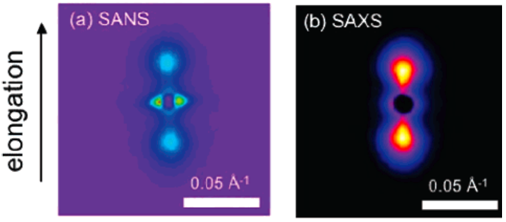 (a) SANS
(b) SAXS
elongation
0.05 Å-1
0.05 Å-1